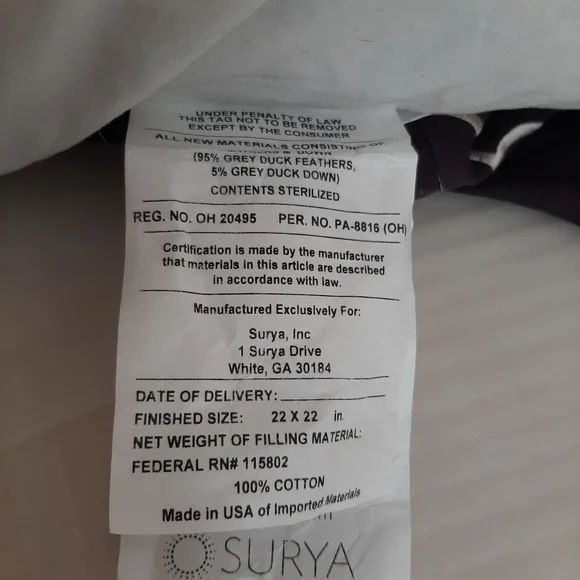 UNDER PENALTY OF LAW
THIS TAG NOT TO BE REMOVED
EXCEPT BY THE CONSUMER
ALL NEW MATERIALS CONSISTING OF
& DOWN
(95% GREY DUCK FEATHERS,
5% GREY DUCK DOWN)
CONTENTS STERILIZED
REG. NO. OH 20495 PER. NO. PA-8816 (OH)
Certification is made by the manufacturer
that materials in this article are described
in accordance with law.
Manufactured Exclusively For:
Surya, Inc
1 Surya Drive
White, GA 30184
DATE OF DELIVERY:
FINISHED SIZE: 22 X 22 in.
NET WEIGHT OF FILLING MATERIAL:
FEDERAL RN# 115802
100% COTTON
Made in USA of Imported Materials
SURYA